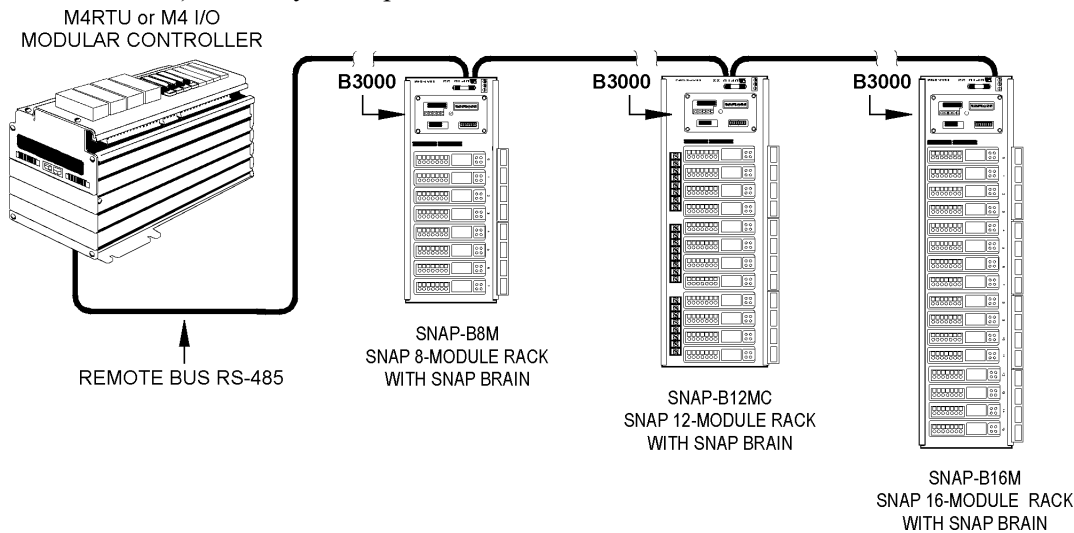 M4RTU or M4 I/O
MODULAR CONTROLLER
B3000
B3000
B3000
REMOTE BUS RS-485
SNAP-B8M
SNAP 8-MODULE RACK
WITH SNAP BRAIN
SNAP-B12MC
SNAP 12-MODULE RACK
WITH SNAP BRAIN
SNAP-B16M
SNAP 16-MODULE RACK
WITH SNAP BRAIN